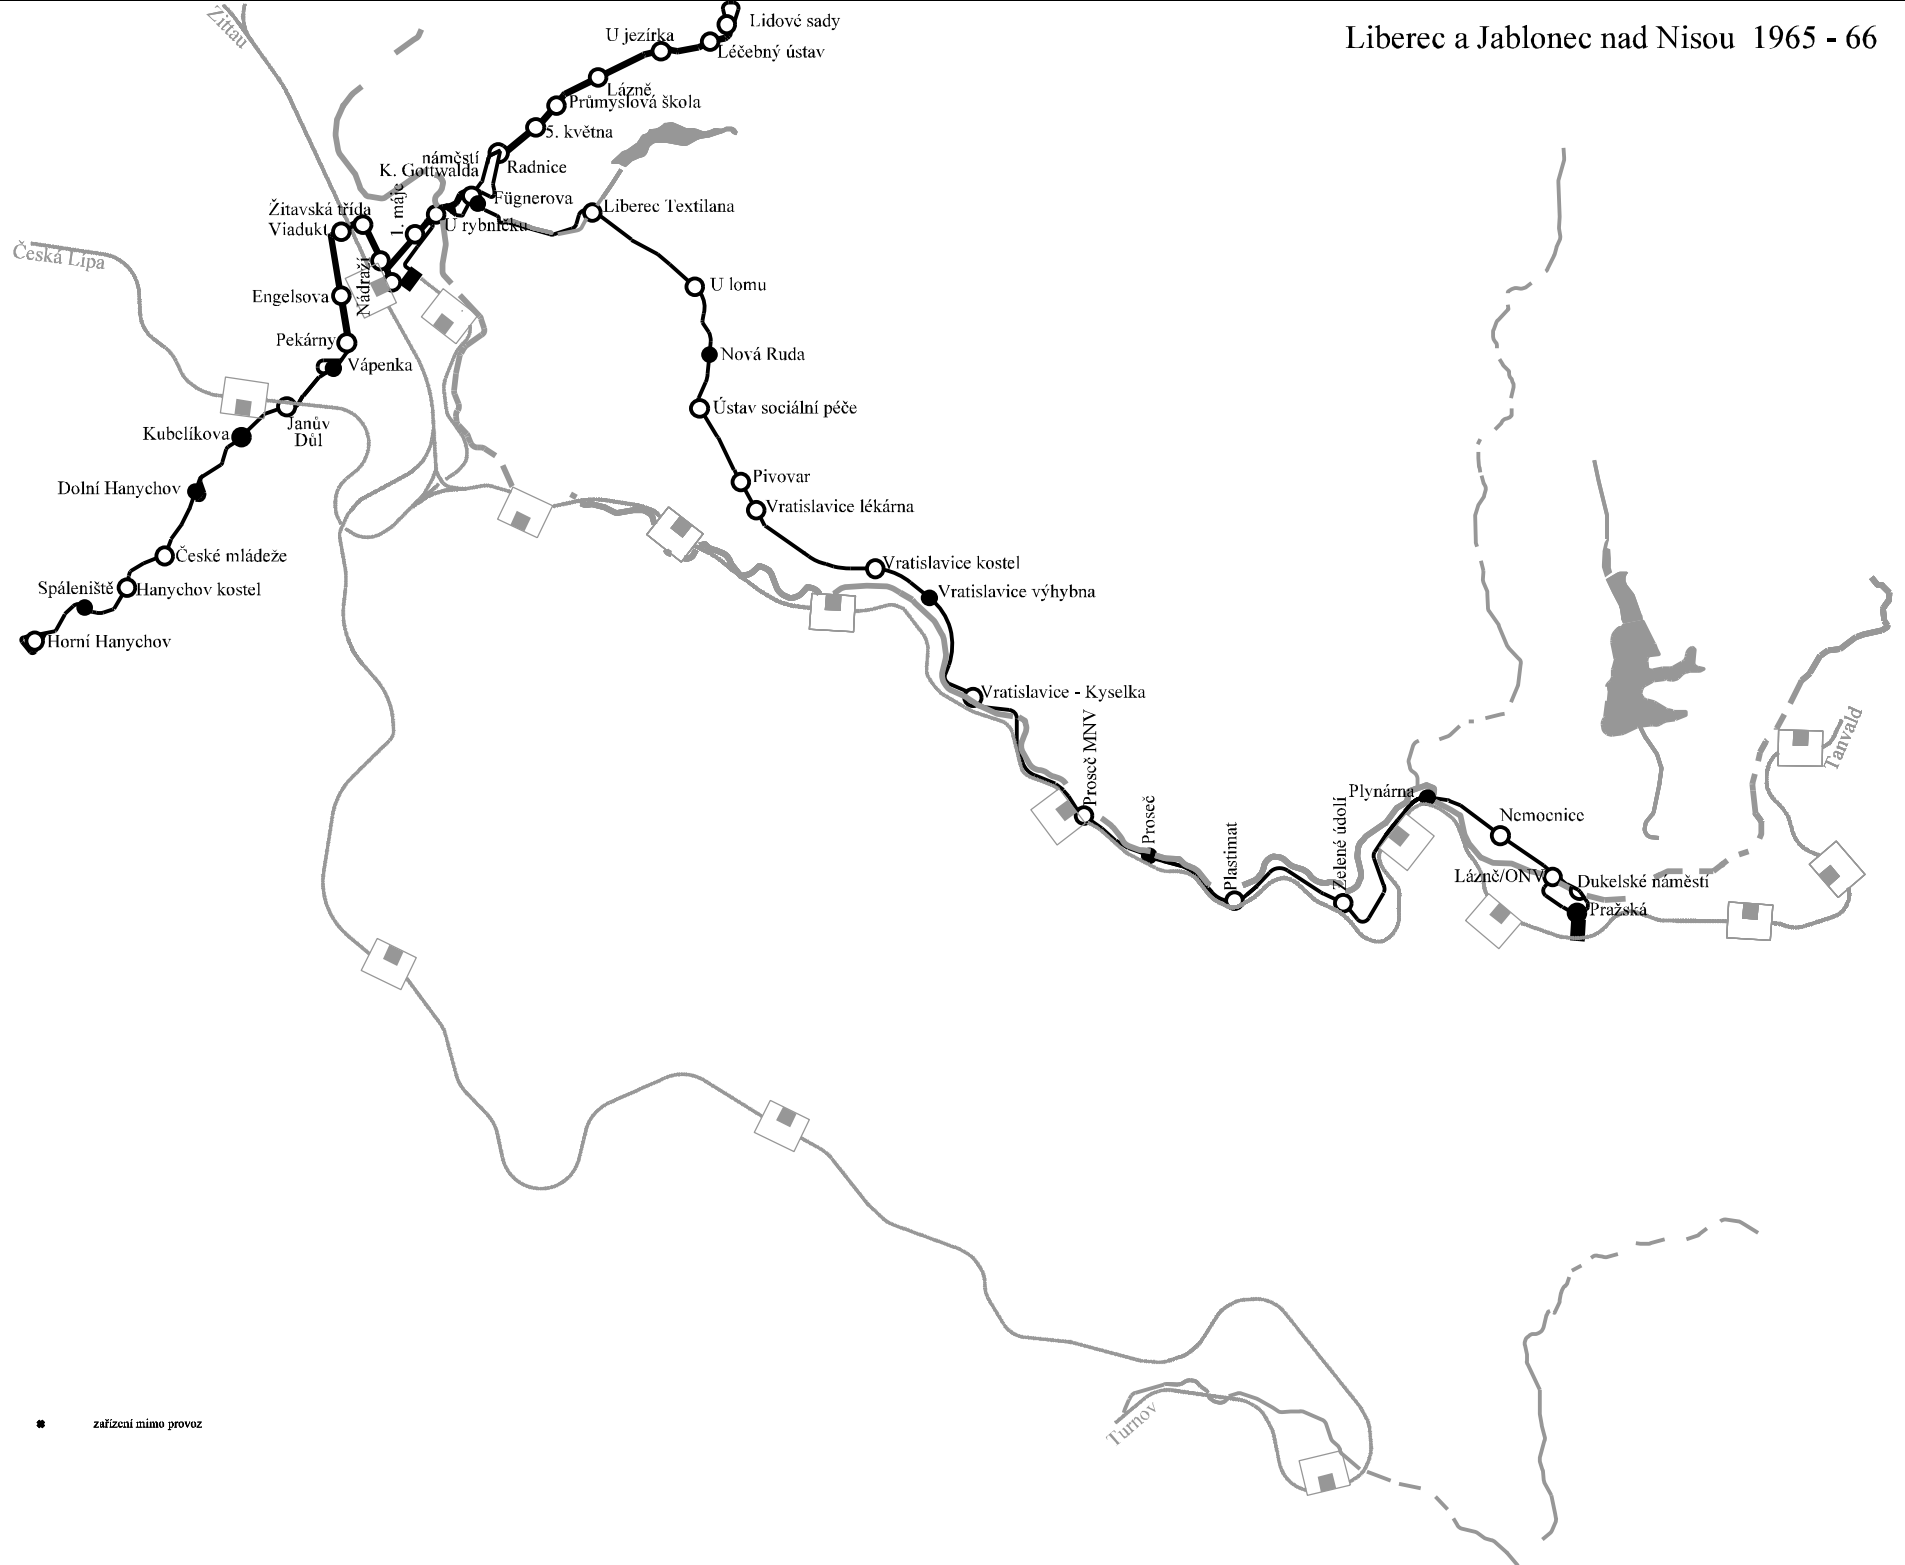 Liberec a Jablonec nad Nisou 1965 - 66
Zittau
Lidové sady
U jezírka
Léčebný ústav
Lázně
Průmyslová škola
5. května
náměstí
K. Gottwalda
Radnice
Fügnerova
Liberec Textilana
1. máje
Žitavská třída
Viadukt
U rybníčku
Česká Lípa
Nádraží
Engelsova
U lomu
Pekárny
Vápenka
Nová Ruda
Ústav sociální péče
Janův
Důl
Kubelíkova
Dolní Hanychov
Pivovar
Vratislavice lékárna
České mládeže
Spáleniště
Hanychov kostel
Horní Hanychov
Vratislavice kostel
Vratislavice výhybna
Vratislavice - Kyselka
Proseč MNV
Proseč
Plastimat
Zelené údolí
Plynárna
Nemocnice
Lázně/ONV
Dukelské náměstí
Pražská
Tanvald
Turnov
zařízení mimo provoz